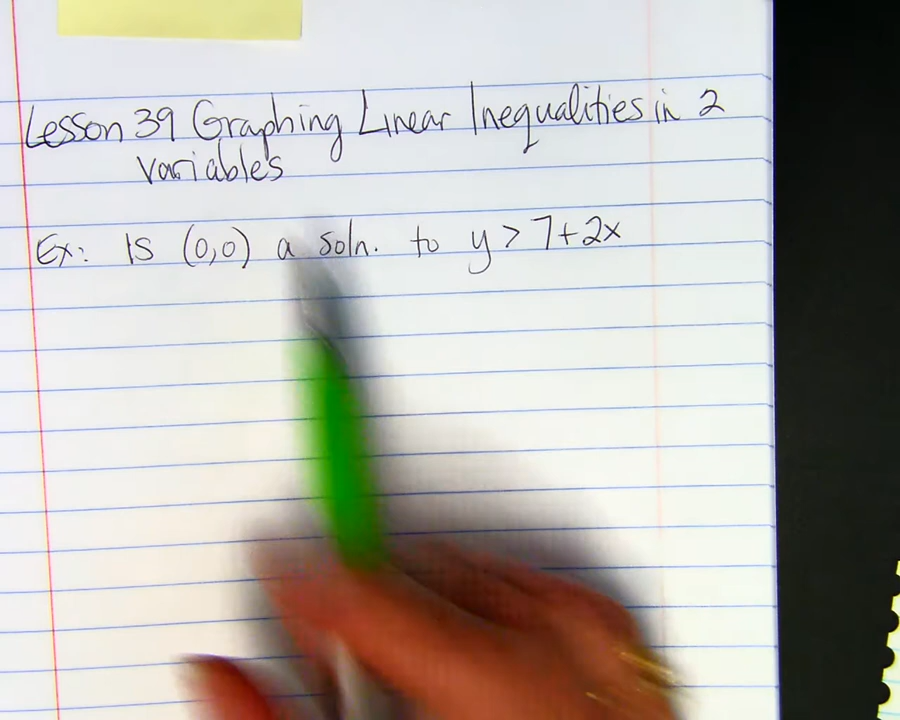 Lesson 39 Graphing Linear Inequalities in 2
Variables
Ex: Is (0,0) a soln. to y > 7+2x